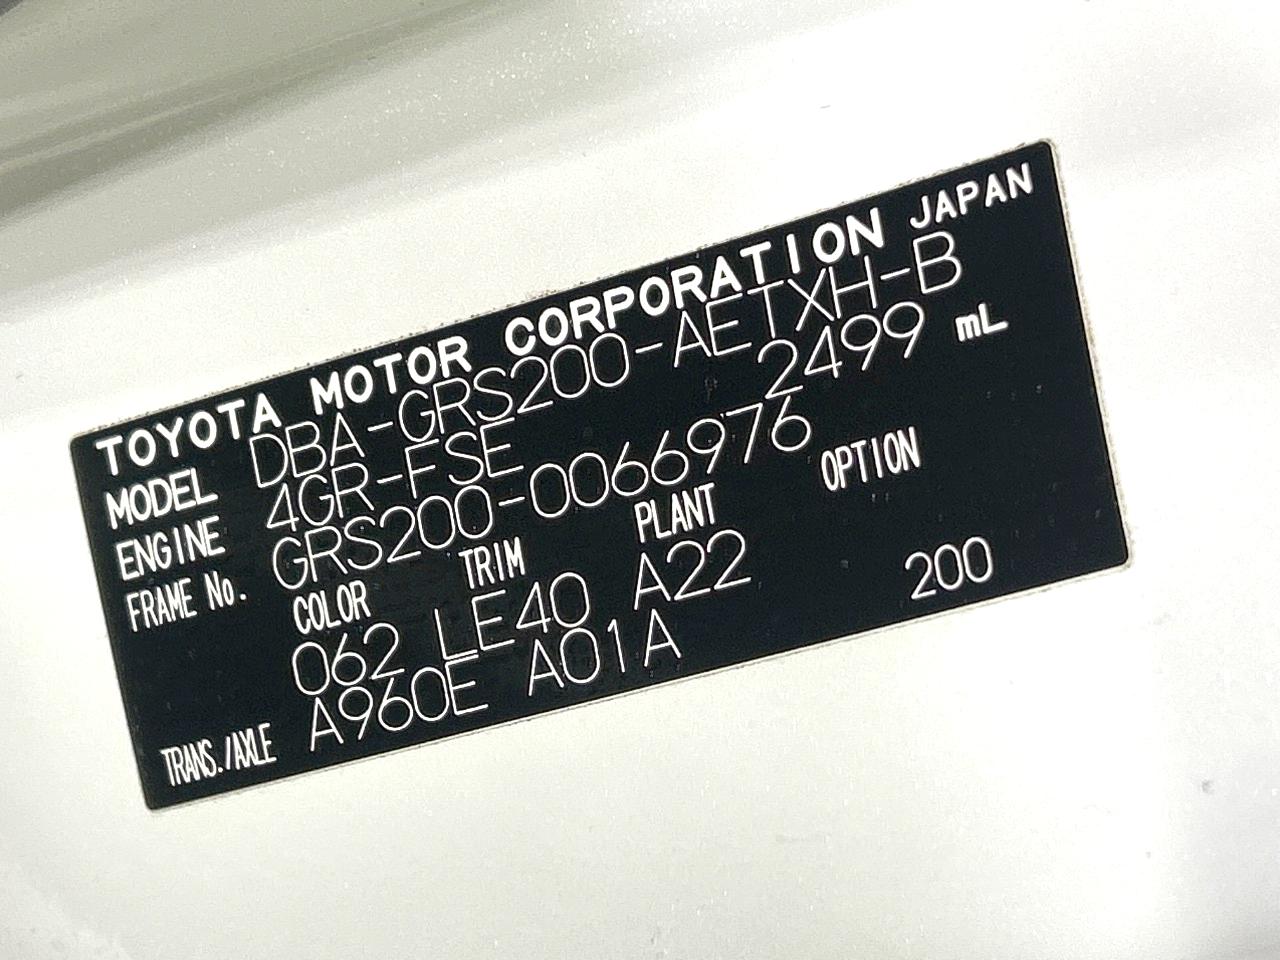 TOYOTA MOTOR CORPORATION JAPAN
MODEL DBA-GRS200-AETXH-B
ENGINE 4GR-FSE 2499 mL
FRAME No. GRS200-0066976
COLOR TRIM PLANT OPTION
062 LE40 A22
TRANS./AXLE A960E A01A 200